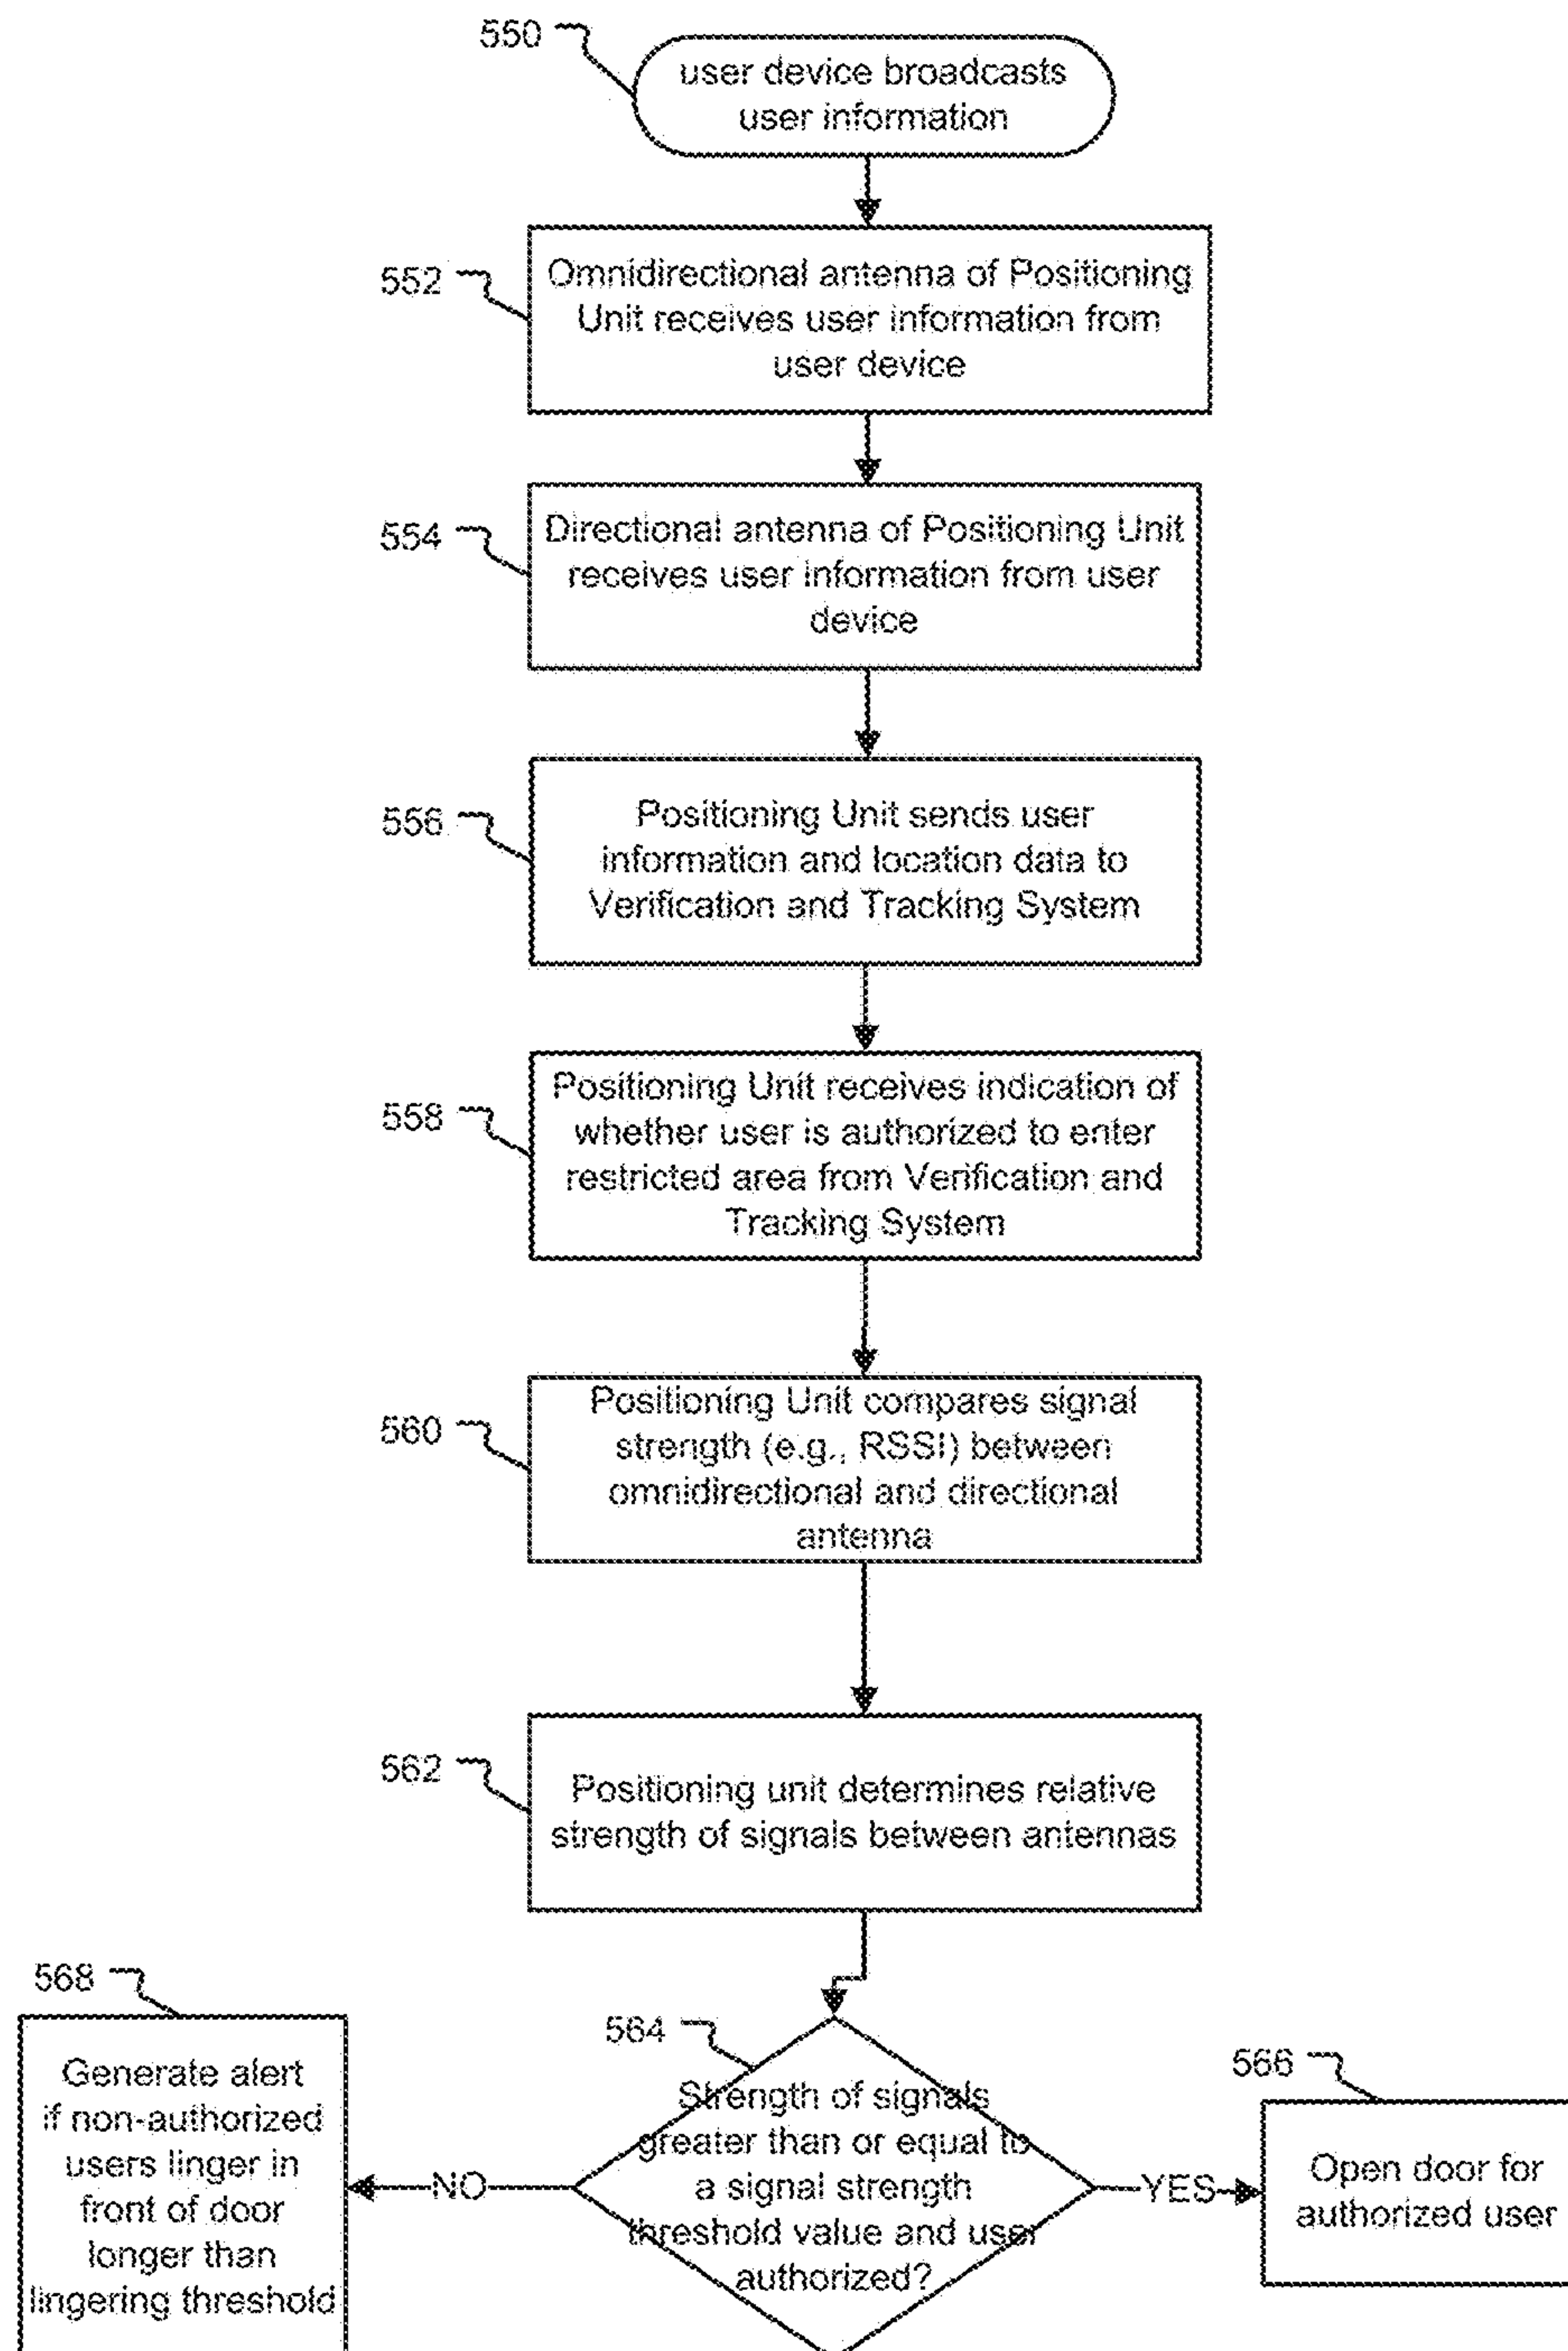 550
user device broadcasts
user information
552
Omnidirectional antenna of Positioning
Unit receives user information from
user device
554
Directional antenna of Positioning Unit
receives user information from user
device
556
Positioning Unit sends user
information and location data to
Verification and Tracking System
558
Positioning Unit receives indication of
whether user is authorized to enter
restricted area from Verification and
Tracking System
560
Positioning Unit compares signal
strength (e.g., RSSI) between
omnidirectional and directional
antenna
562
Positioning unit determines relative
strength of signals between antennas
568
Generate alert
if non-authorized
users linger in
front of door
longer than
lingering threshold
NO
564
Strength of signals
greater than or equal to
a signal strength
threshold value and user
authorized?
YES
566
Open door for
authorized user